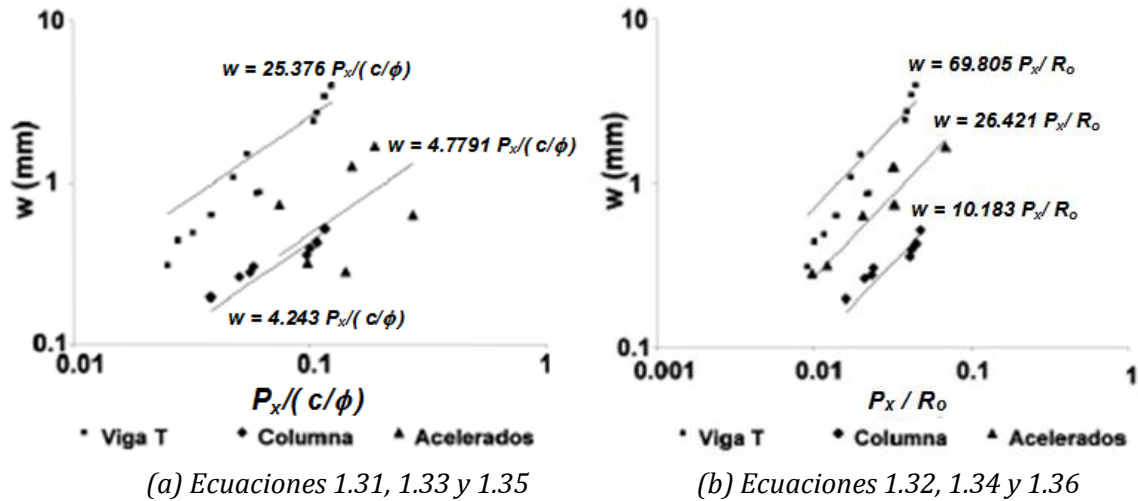 10
w = 25.376 Pₓ/( c/ϕ)
w = 4.7791 Pₓ/( c/ϕ)
w (mm)
1
w = 4.243 Pₓ/( c/ϕ)
0.1
0.01
0.1
1
Pₓ/( c/ϕ)
Viga T
Columna
Acelerados
(a) Ecuaciones 1.31, 1.33 y 1.35
10
w = 69.805 Pₓ/ Rₒ
w = 26.421 Pₓ/ Rₒ
w (mm)
1
w = 10.183 Pₓ/ Rₒ
0.1
0.001
0.01
0.1
1
Pₓ / Rₒ
Viga T
Columna
Acelerados
(b) Ecuaciones 1.32, 1.34 y 1.36